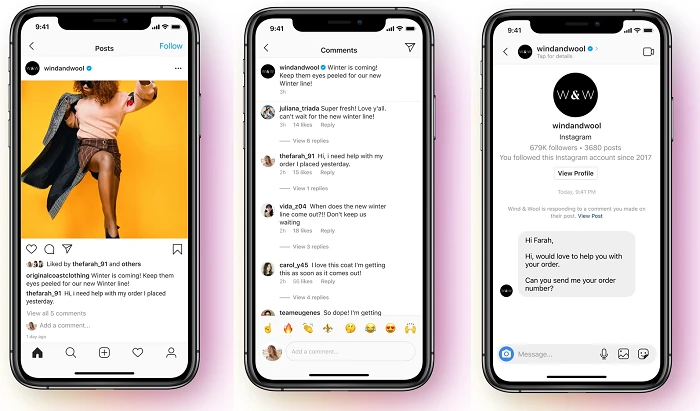 9:41
Posts
Follow
windandwool
Liked by thefarah_91 and others
originalcoastclothing Winter is coming! Keep them
eyes peeled for our new Winter line!
thefarah_91 Hi, i need help with my order I placed
yesterday.
View all 5 comments
Add a comment...
1 day ago
9:41
Comments
windandwool Winter is coming!
Keep them eyes peeled for our new
Winter line!
3h
juliana_triada Super fresh! Love y'all.
can't wait for the new winter line!
3h 14 likes Reply
View 6 replies
thefarah_91 Hi, i need help with my
order I placed yesterday.
2h 15 likes Reply
View 1 replies
vida_z04 When does the new winter
line come out?!! Don't keep us
waiting
2h 18 likes Reply
View 3 replies
carol_y45 I love this coat I'm getting
this as soon as it comes out!
2h 56 likes Reply
View 4 replies
teameugenes So dope! I'm getting
Add a comment...
9:41
windandwool
Tap for details
W&W
windandwool
Instagram
679K followers • 3680 posts
You followed this Instagram account since 2017
View Profile
Today, 9:41 PM
Wind & Wool is responding to a comment you made on
their post. View Post
Hi Farah,
Hi, would love to help you with
your order.
Can you send me your order
number?
Message...